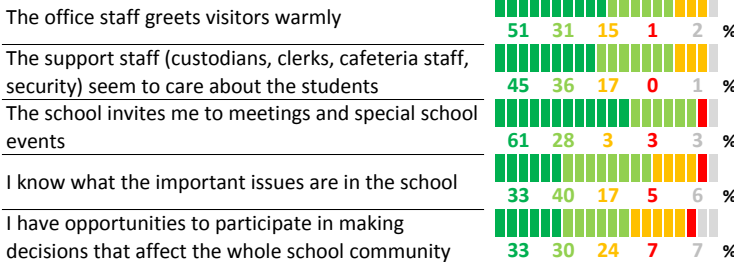 The office staff greets visitors warmly
51 31 15 1 2 %
The support staff (custodians, clerks, cafeteria staff,
security) seem to care about the students
45 36 17 0 1 %
The school invites me to meetings and special school
events
61 28 3 3 3 %
I know what the important issues are in the school
33 40 17 5 6 %
I have opportunities to participate in making
decisions that affect the whole school community
33 30 24 7 7 %